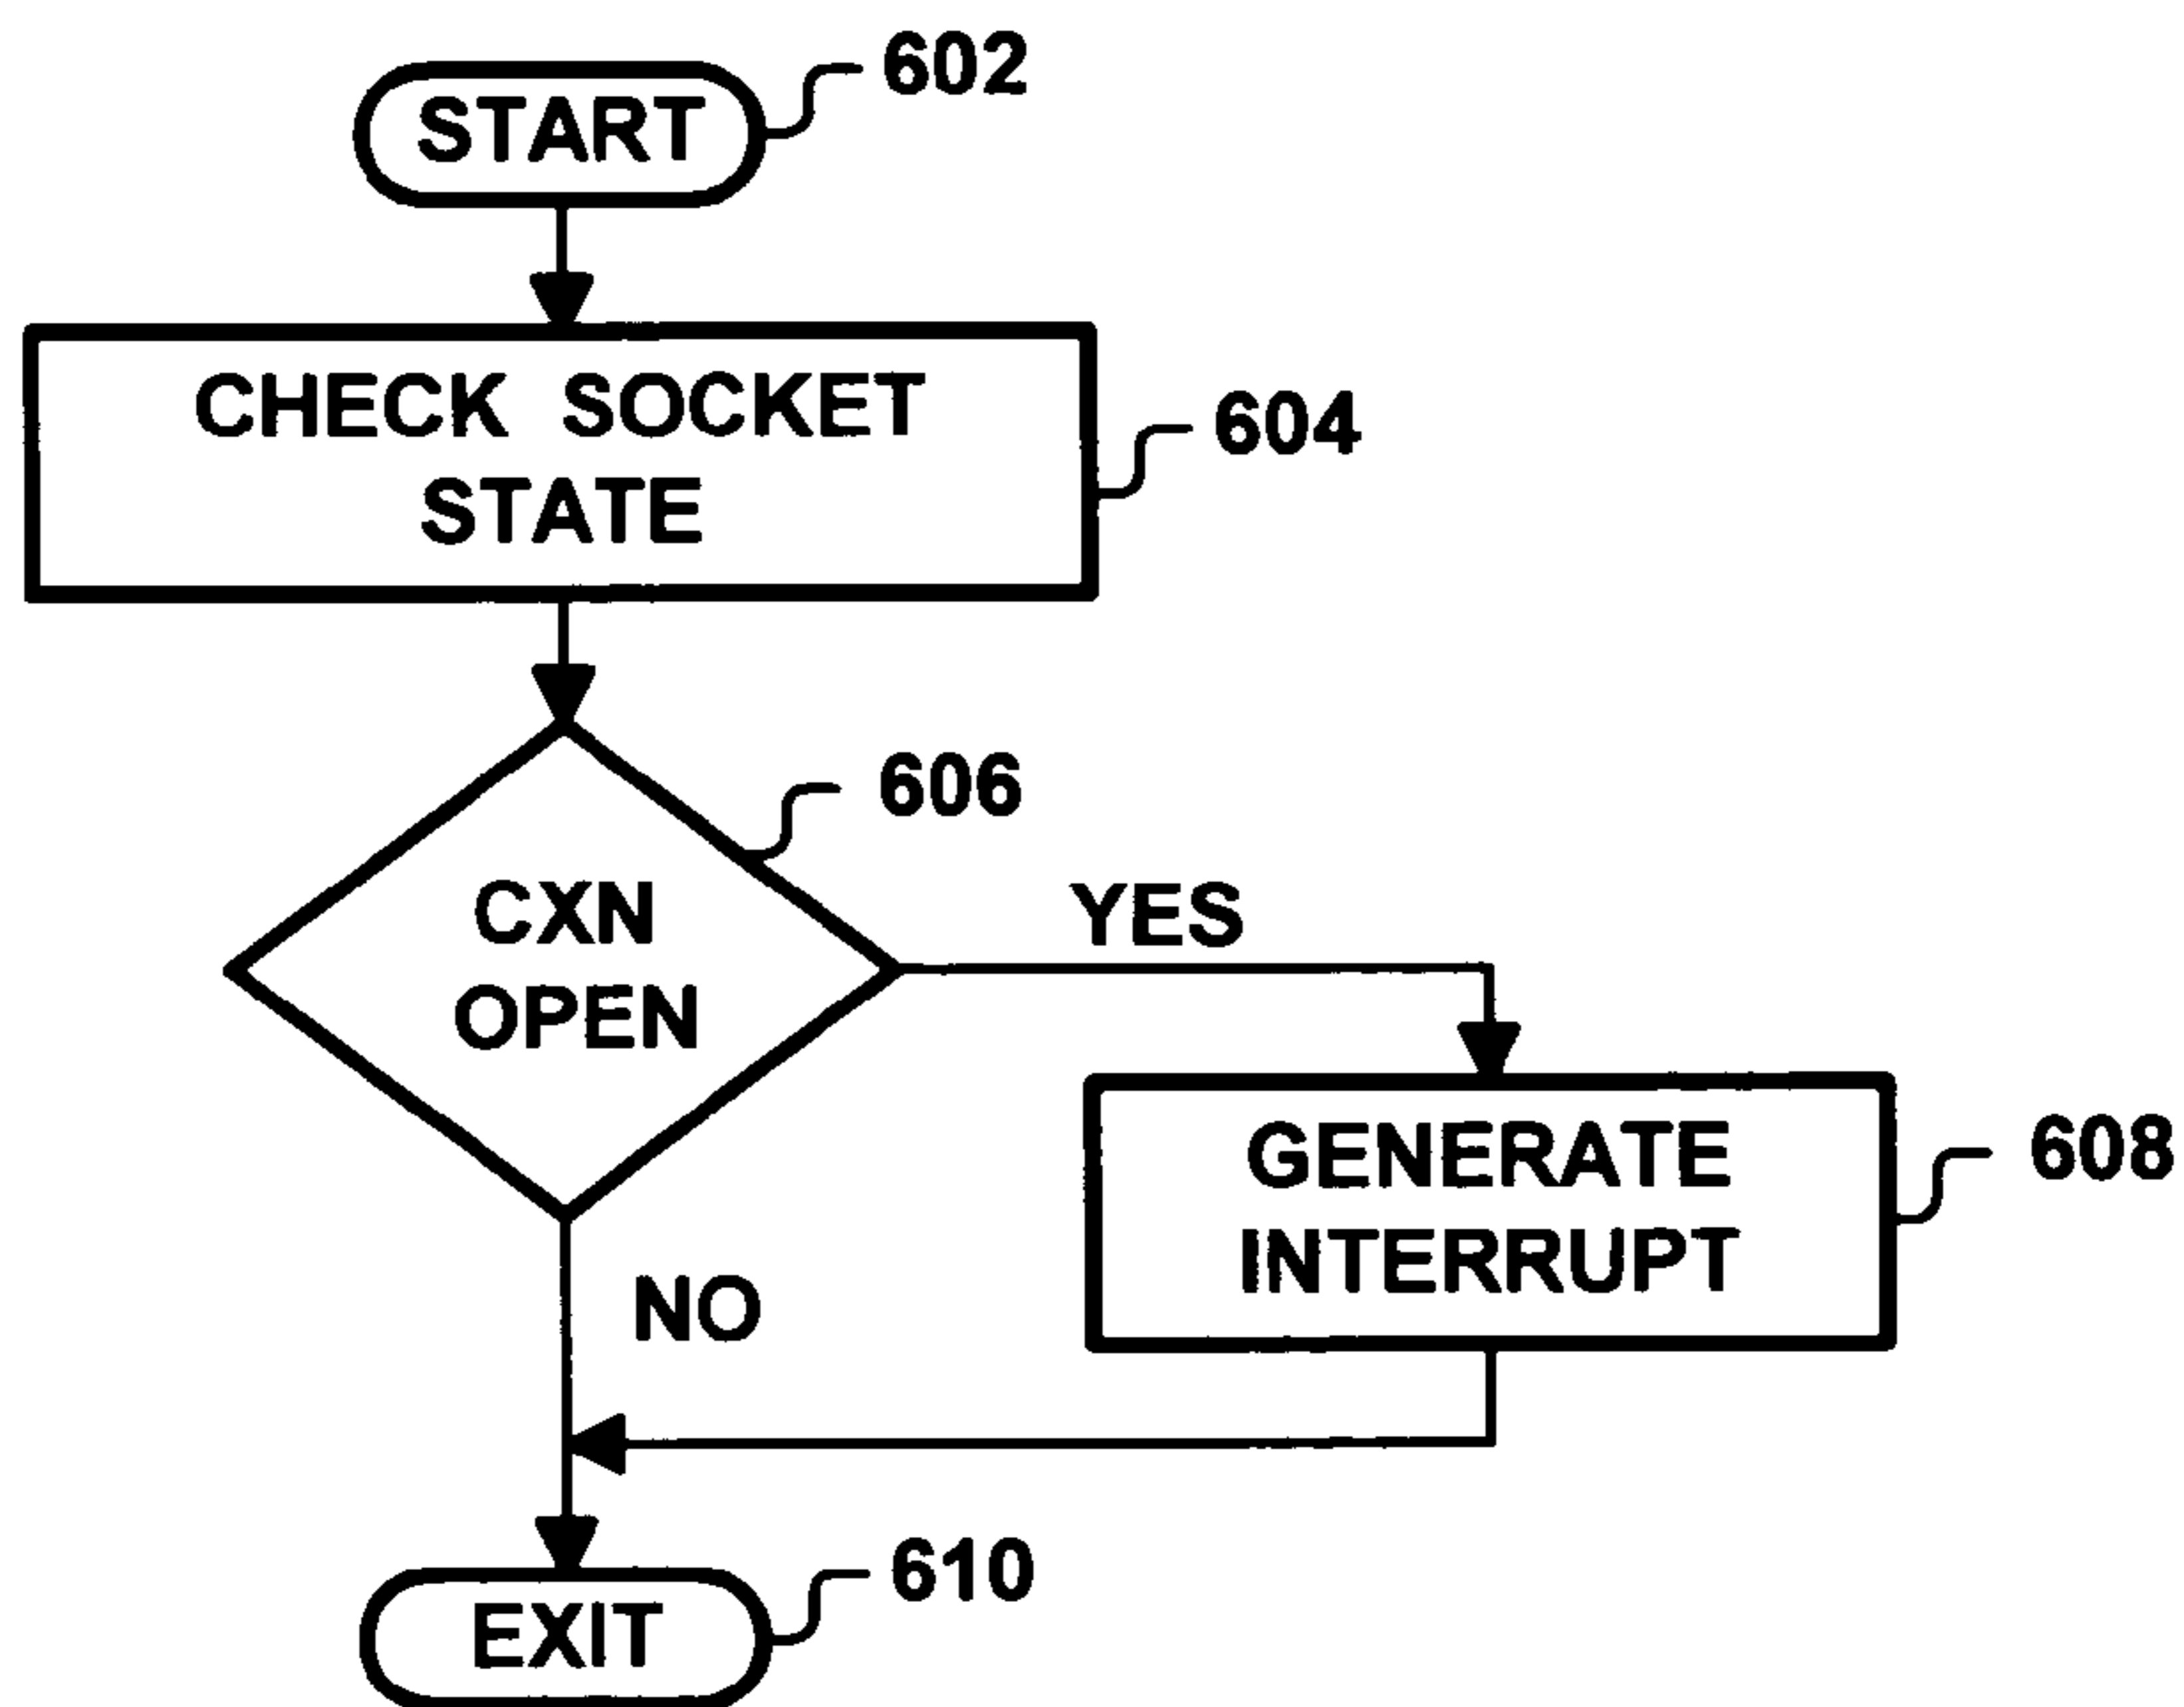 602
START
CHECK SOCKET
STATE
604
606
CXN
OPEN
YES
GENERATE
INTERRUPT
608
NO
610
EXIT